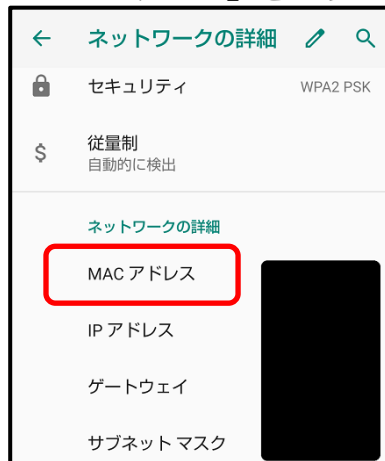 ネットワークの詳細
セキュリティ
WPA2 PSK
従量制
自動的に検出
ネットワークの詳細
MAC アドレス
IP アドレス
ゲートウェイ
サブネット マスク